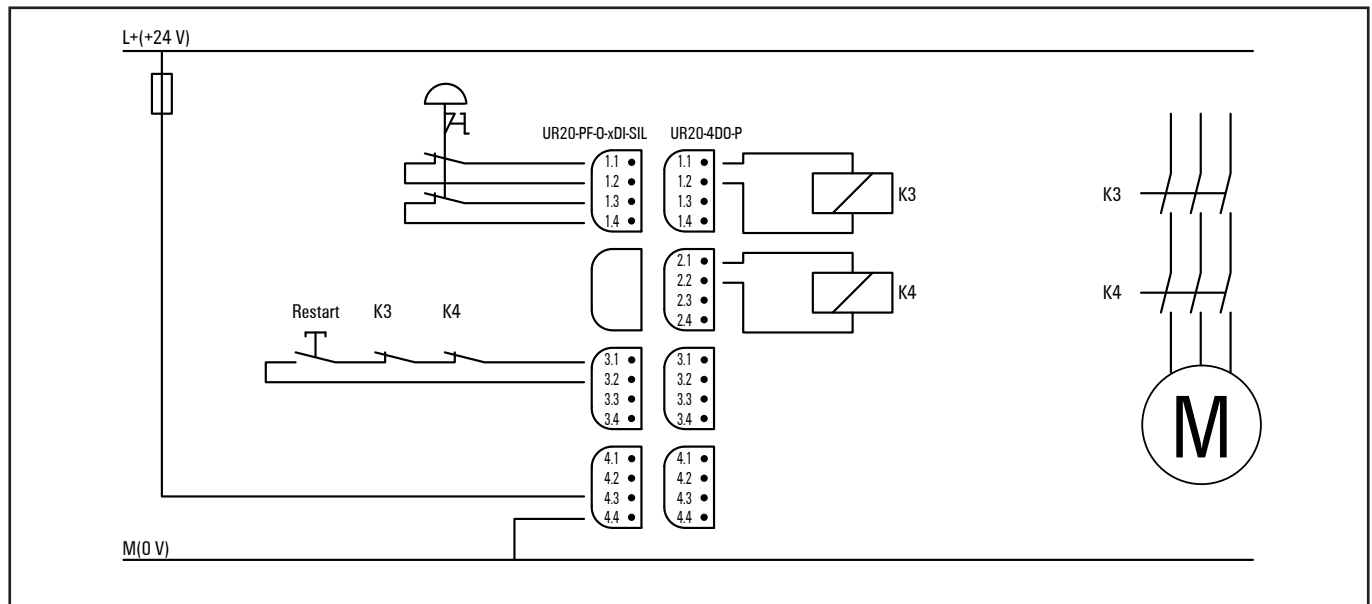 L+(+24 V)
UR20-PF-O-xDI-SIL
UR20-4DO-P
1.1
1.2
1.3
1.4
1.1
1.2
1.3
1.4
K3
K3
2.1
2.2
2.3
2.4
K4
K4
Restart
K3
K4
3.1
3.2
3.3
3.4
3.1
3.2
3.3
3.4
4.1
4.2
4.3
4.4
4.1
4.2
4.3
4.4
M
M(0 V)